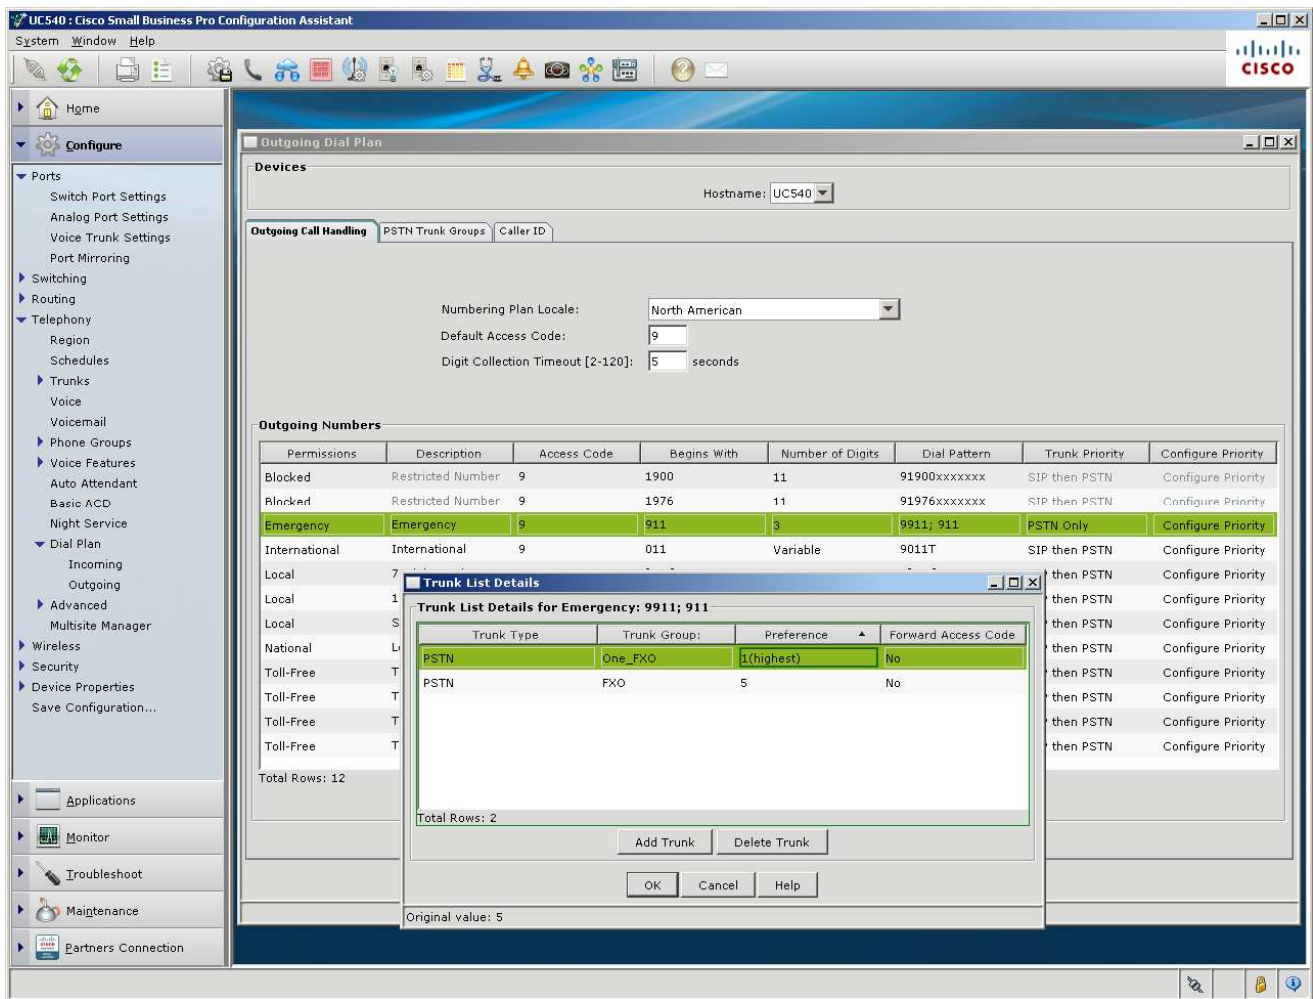 UC540 : Cisco Small Business Pro Configuration Assistant
System Window Help
CISCO
Home
Configure
Ports
Switch Port Settings
Analog Port Settings
Voice Trunk Settings
Port Mirroring
Switching
Routing
Telephony
Region
Schedules
Trunks
Voice
Voicemail
Phone Groups
Voice Features
Auto Attendant
Basic ACD
Night Service
Dial Plan
Incoming
Outgoing
Advanced
Multisite Manager
Wireless
Security
Device Properties
Save Configuration...
Applications
Monitor
Troubleshoot
Maintenance
Partners Connection
Outgoing Dial Plan
Devices
Hostname: UC540
Outgoing Call Handling PSTN Trunk Groups Caller ID
Numbering Plan Locale: North American
Default Access Code: 9
Digit Collection Timeout [2-120]: 5 seconds
Outgoing Numbers
Permissions Description Access Code Begins With Number of Digits Dial Pattern Trunk Priority Configure Priority
Blocked Restricted Number 9 1900 11 91900xxxxxxx SIP then PSTN Configure Priority
Blocked Restricted Number 9 1976 11 91976xxxxxxx SIP then PSTN Configure Priority
Emergency Emergency 9 911 3 9911; 911 PSTN Only Configure Priority
International International 9 011 Variable 9011T SIP then PSTN Configure Priority
Local 7 then PSTN Configure Priority
Local 1 then PSTN Configure Priority
Local S then PSTN Configure Priority
National L then PSTN Configure Priority
Toll-Free T then PSTN Configure Priority
Toll-Free T then PSTN Configure Priority
Toll-Free T then PSTN Configure Priority
Toll-Free T then PSTN Configure Priority
Total Rows: 12
Trunk List Details
Trunk List Details for Emergency: 9911; 911
Trunk Type Trunk Group: Preference Forward Access Code
PSTN One_FXO 1(highest) No
PSTN FXO 5 No
Total Rows: 2
Add Trunk Delete Trunk
OK Cancel Help
Original value: 5